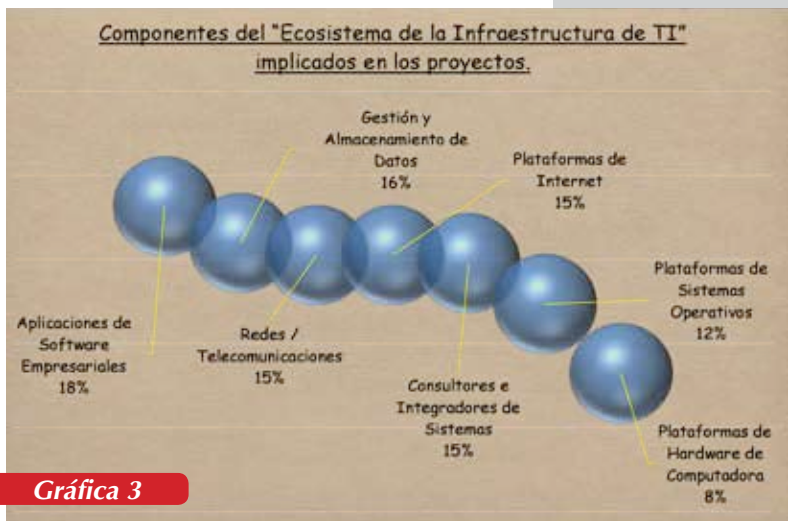 Componentes del "Ecosistema de la Infraestructura de TI"
implicados en los proyectos.
Gestión y
Almacenamiento de
Datos
16%
Plataformas de
Internet
15%
Plataformas de
Sistemas
Operativos
12%
Aplicaciones de
Software
Empresariales
18%
Redes /
Telecomunicaciones
15%
Consultores e
Integradores de
Sistemas
15%
Plataformas de
Hardware de
Computadora
8%
Gráfica 3